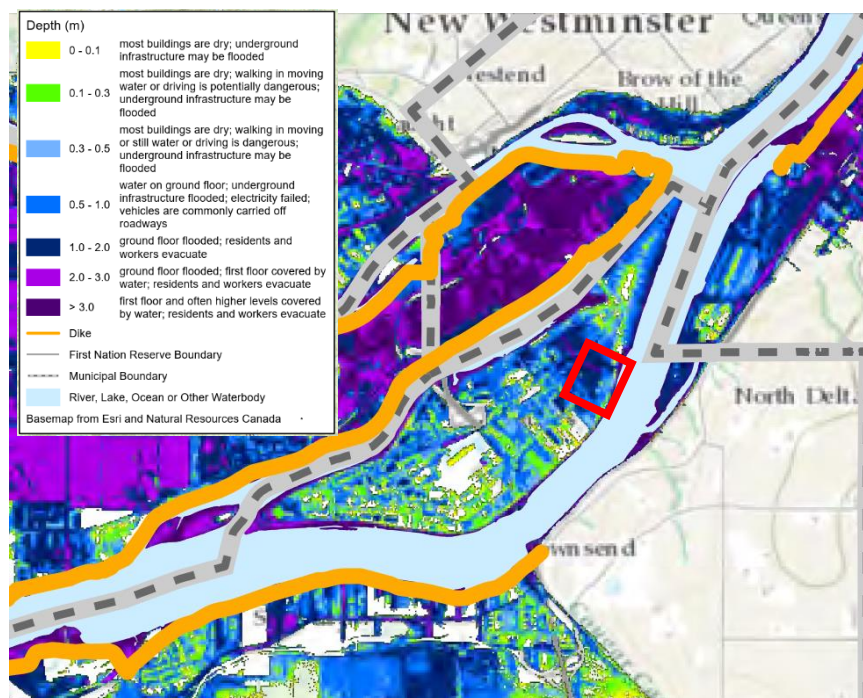 New Westminster
Queen's
Depth (m)
0 - 0.1 most buildings are dry; underground
infrastructure may be flooded
0.1 - 0.3 most buildings are dry; walking in moving
water or driving is potentially dangerous;
underground infrastructure may be
flooded
0.3 - 0.5 most buildings are dry; walking in moving
or still water or driving is dangerous;
underground infrastructure may be
flooded
0.5 - 1.0 water on ground floor; underground
infrastructure flooded; electricity failed;
vehicles are commonly carried off
roadways
1.0 - 2.0 ground floor flooded; residents and
workers evacuate
2.0 - 3.0 ground floor flooded; first floor covered by
water; residents and workers evacuate
> 3.0 first floor and often higher levels covered
by water; residents and workers evacuate
Dike
First Nation Reserve Boundary
Municipal Boundary
River, Lake, Ocean or Other Waterbody
Basemap from Esri and Natural Resources Canada
estend
Brow of the
Hill
North Delt
wnsend